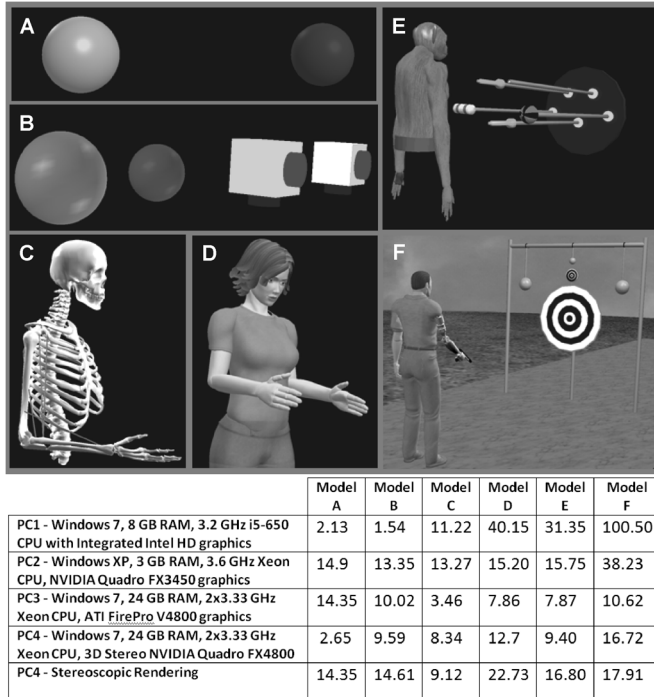 A
B
C
D
E
F
Model A Model B Model C Model D Model E Model F
PC1 - Windows 7, 8 GB RAM, 3.2 GHz i5-650
CPU with Integrated Intel HD graphics
2.13 1.54 11.22 40.15 31.35 100.50
PC2 - Windows XP, 3 GB RAM, 3.6 GHz Xeon
CPU, NVIDIA Quadro FX3450 graphics
14.9 13.35 13.27 15.20 15.75 38.23
PC3 - Windows 7, 24 GB RAM, 2x3.33 GHz
Xeon CPU, ATI FirePro V4800 graphics
14.35 10.02 3.46 7.86 7.87 10.62
PC4 - Windows 7, 24 GB RAM, 2x3.33 GHz
Xeon CPU, 3D Stereo NVIDIA Quadro FX4800
2.65 9.59 8.34 12.7 9.40 16.72
PC4 - Stereoscopic Rendering
14.35 14.61 9.12 22.73 16.80 17.91